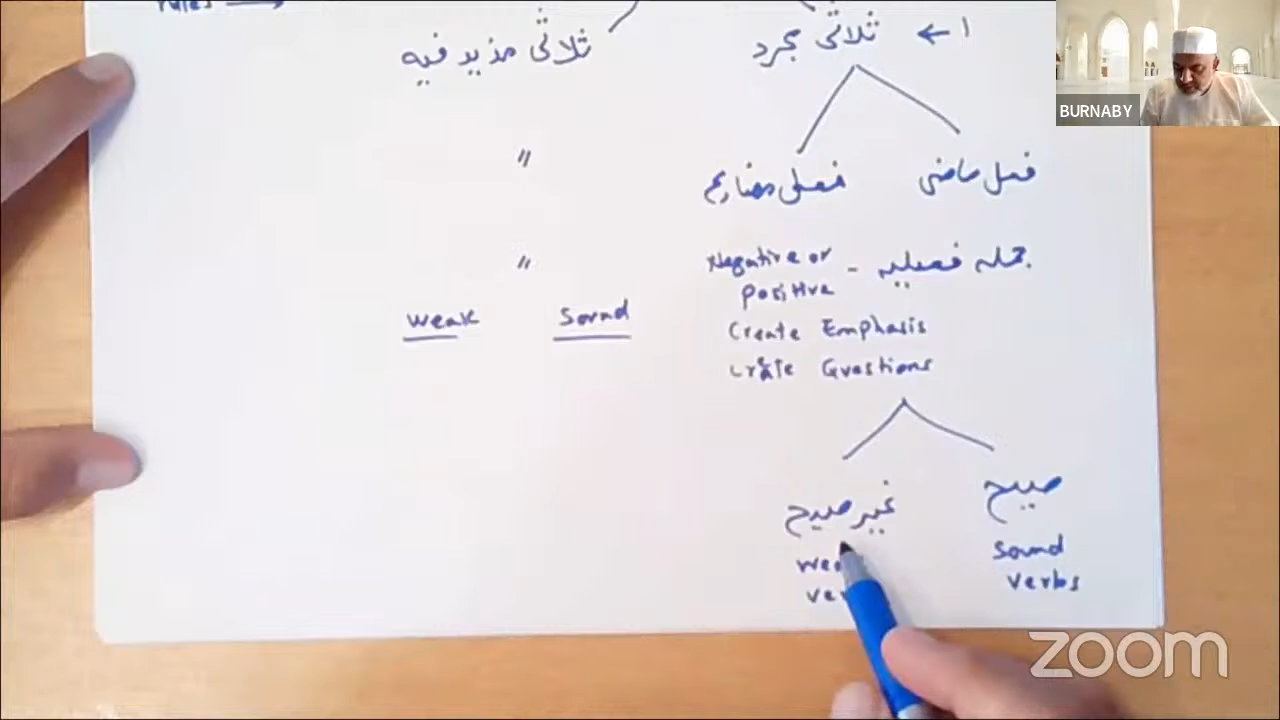 rules →
١ ← ثلاثی مجرد
ثلاثی مزید فیه
فعل ماضی
فعل مضارع
"
جمله فعلیه - Negative or
positive
"
Create Emphasis
Create Questions
Weak Sound
صحیح
غیر صحیح
Sound
verbs
BURNABY
zoom